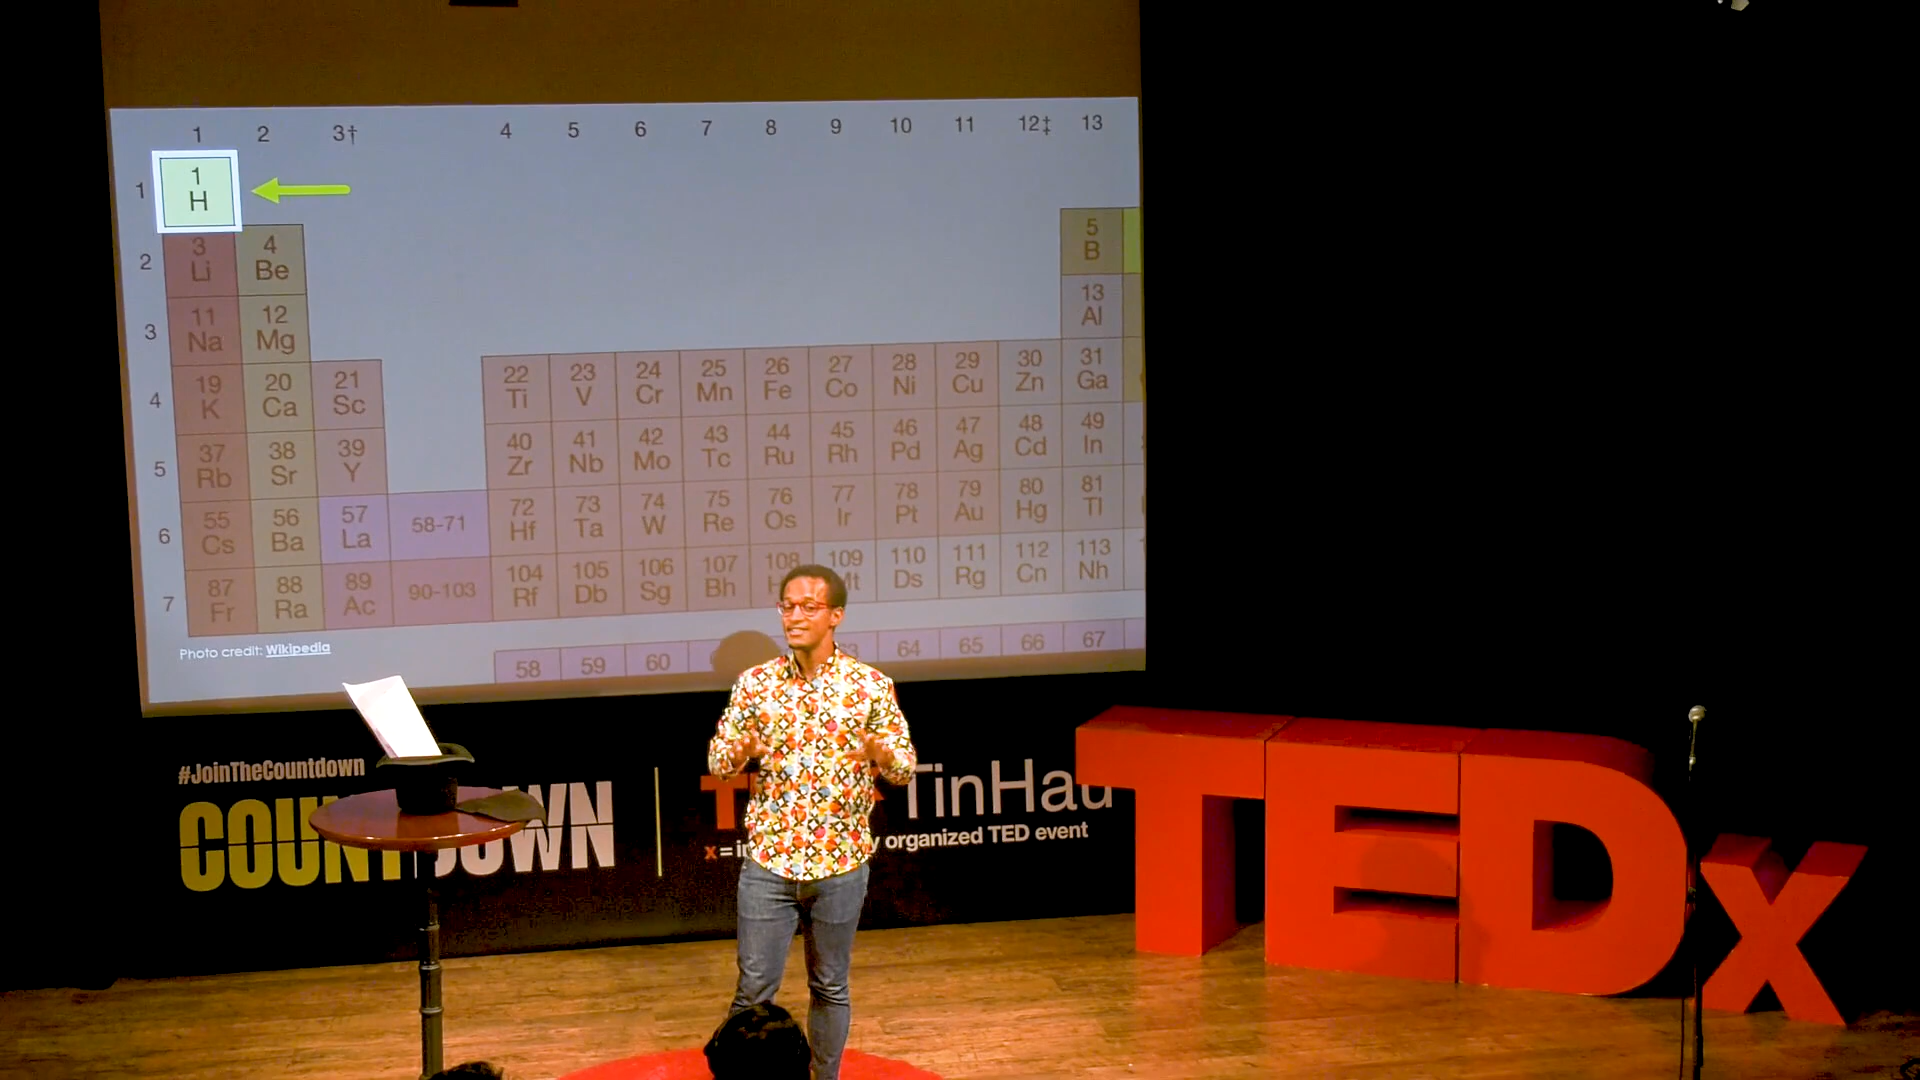 1 2 3† 4 5 6 7 8 9 10 11 12‡ 13
1
1
H
2
3 4 5
Li Be B
3
11 12 13
Na Mg Al
4
19 20 21 22 23 24 25 26 27 28 29 30 31
K Ca Sc Ti V Cr Mn Fe Co Ni Cu Zn Ga
5
37 38 39 40 41 42 43 44 45 46 47 48 49
Rb Sr Y Zr Nb Mo Tc Ru Rh Pd Ag Cd In
6
55 56 57 58-71 72 73 74 75 76 77 78 79 80 81
Cs Ba La Hf Ta W Re Os Ir Pt Au Hg Tl
7
87 88 89 90-103 104 105 106 107 108 109 110 111 112 113
Fr Ra Ac Rf Db Sg Bh Mt Ds Rg Cn Nh
58 59 60 64 65 66 67
Photo credit: Wikipedia
#JoinTheCountdown
COUNTDOWN
TinHau
x = organized TED event
TEDx